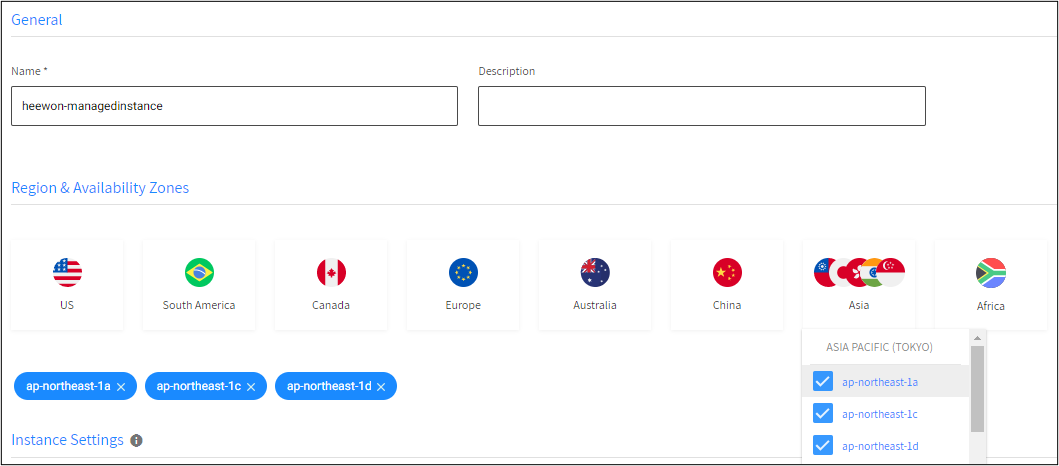 General
Name *
Description
heewon-managedinstance
Region & Availability Zones
US
South America
Canada
Europe
Australia
China
Asia
Africa
ASIA PACIFIC (TOKYO)
ap-northeast-1a
ap-northeast-1c
ap-northeast-1d
ap-northeast-1a ×
ap-northeast-1c ×
ap-northeast-1d ×
Instance Settings